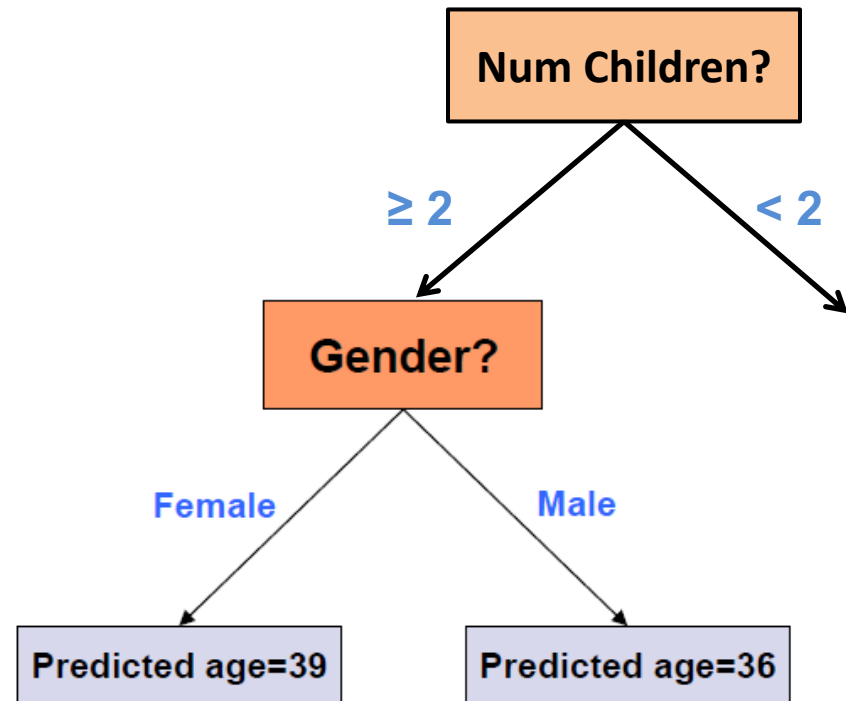 Num Children?
≥ 2
< 2
Gender?
Female
Male
Predicted age=39
Predicted age=36